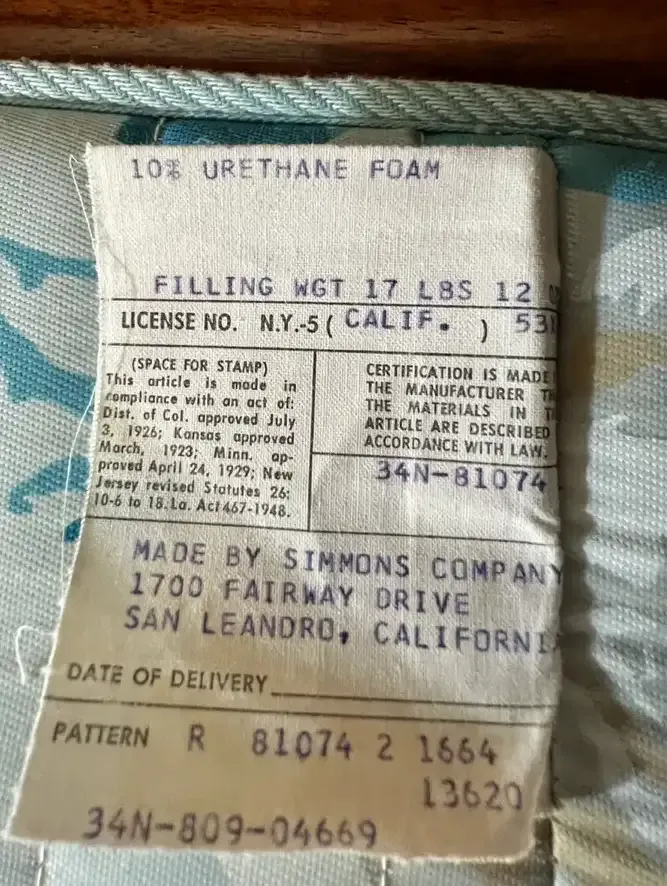 10% URETHANE FOAM
FILLING WGT 17 LBS 12
LICENSE NO. N.Y.-5 ( CALIF. ) 53
(SPACE FOR STAMP)
This article is made in
compliance with an act of:
Dist. of Col. approved July
3, 1926; Kansas approved
March, 1923; Minn. ap-
proved April 24, 1929; New
Jersey revised Statutes 26:
10-6 to 18. La. Act 467-1948.
CERTIFICATION IS MADE
THE MANUFACTURER
THE MATERIALS IN
ARTICLE ARE DESCRIBED
ACCORDANCE WITH LAW.
34N-81074
MADE BY SIMMONS COMPANY
1700 FAIRWAY DRIVE
SAN LEANDRO, CALIFORNI
DATE OF DELIVERY
PATTERN R 81074 2 1664
13620
34N-809-04669